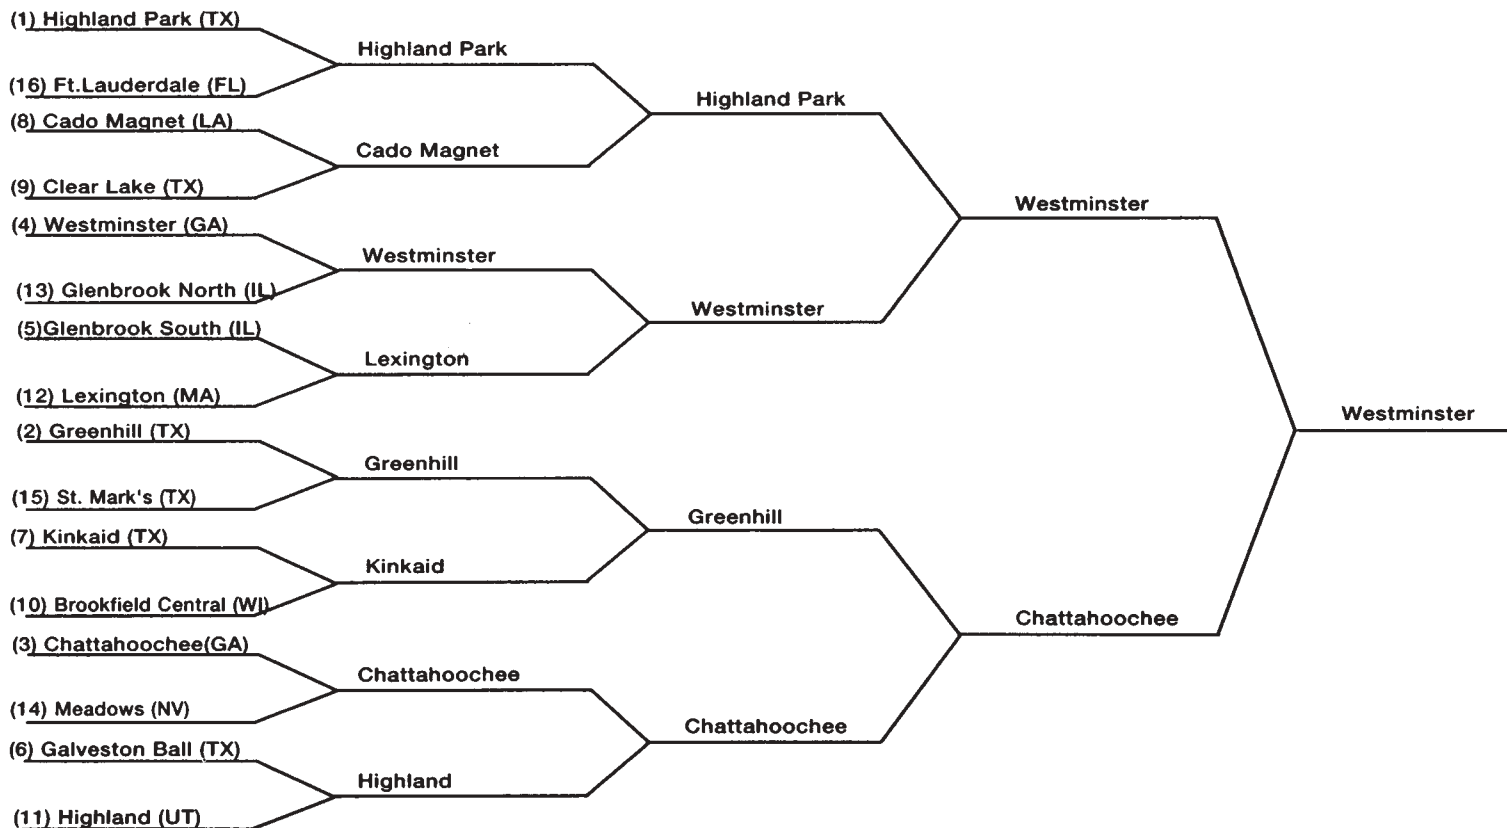 (1) Highland Park (TX)
(16) Ft.Lauderdale (FL)
(8) Cado Magnet (LA)
(9) Clear Lake (TX)
(4) Westminster (GA)
(13) Glenbrook North (IL)
(5)Glenbrook South (IL)
(12) Lexington (MA)
(2) Greenhill (TX)
(15) St. Mark's (TX)
(7) Kinkaid (TX)
(10) Brookfield Central (WI)
(3) Chattahoochee(GA)
(14) Meadows (NV)
(6) Galveston Ball (TX)
(11) Highland (UT)
Highland Park
Cado Magnet
Westminster
Lexington
Greenhill
Kinkaid
Chattahoochee
Highland
Highland Park
Westminster
Greenhill
Chattahoochee
Westminster
Chattahoochee
Westminster